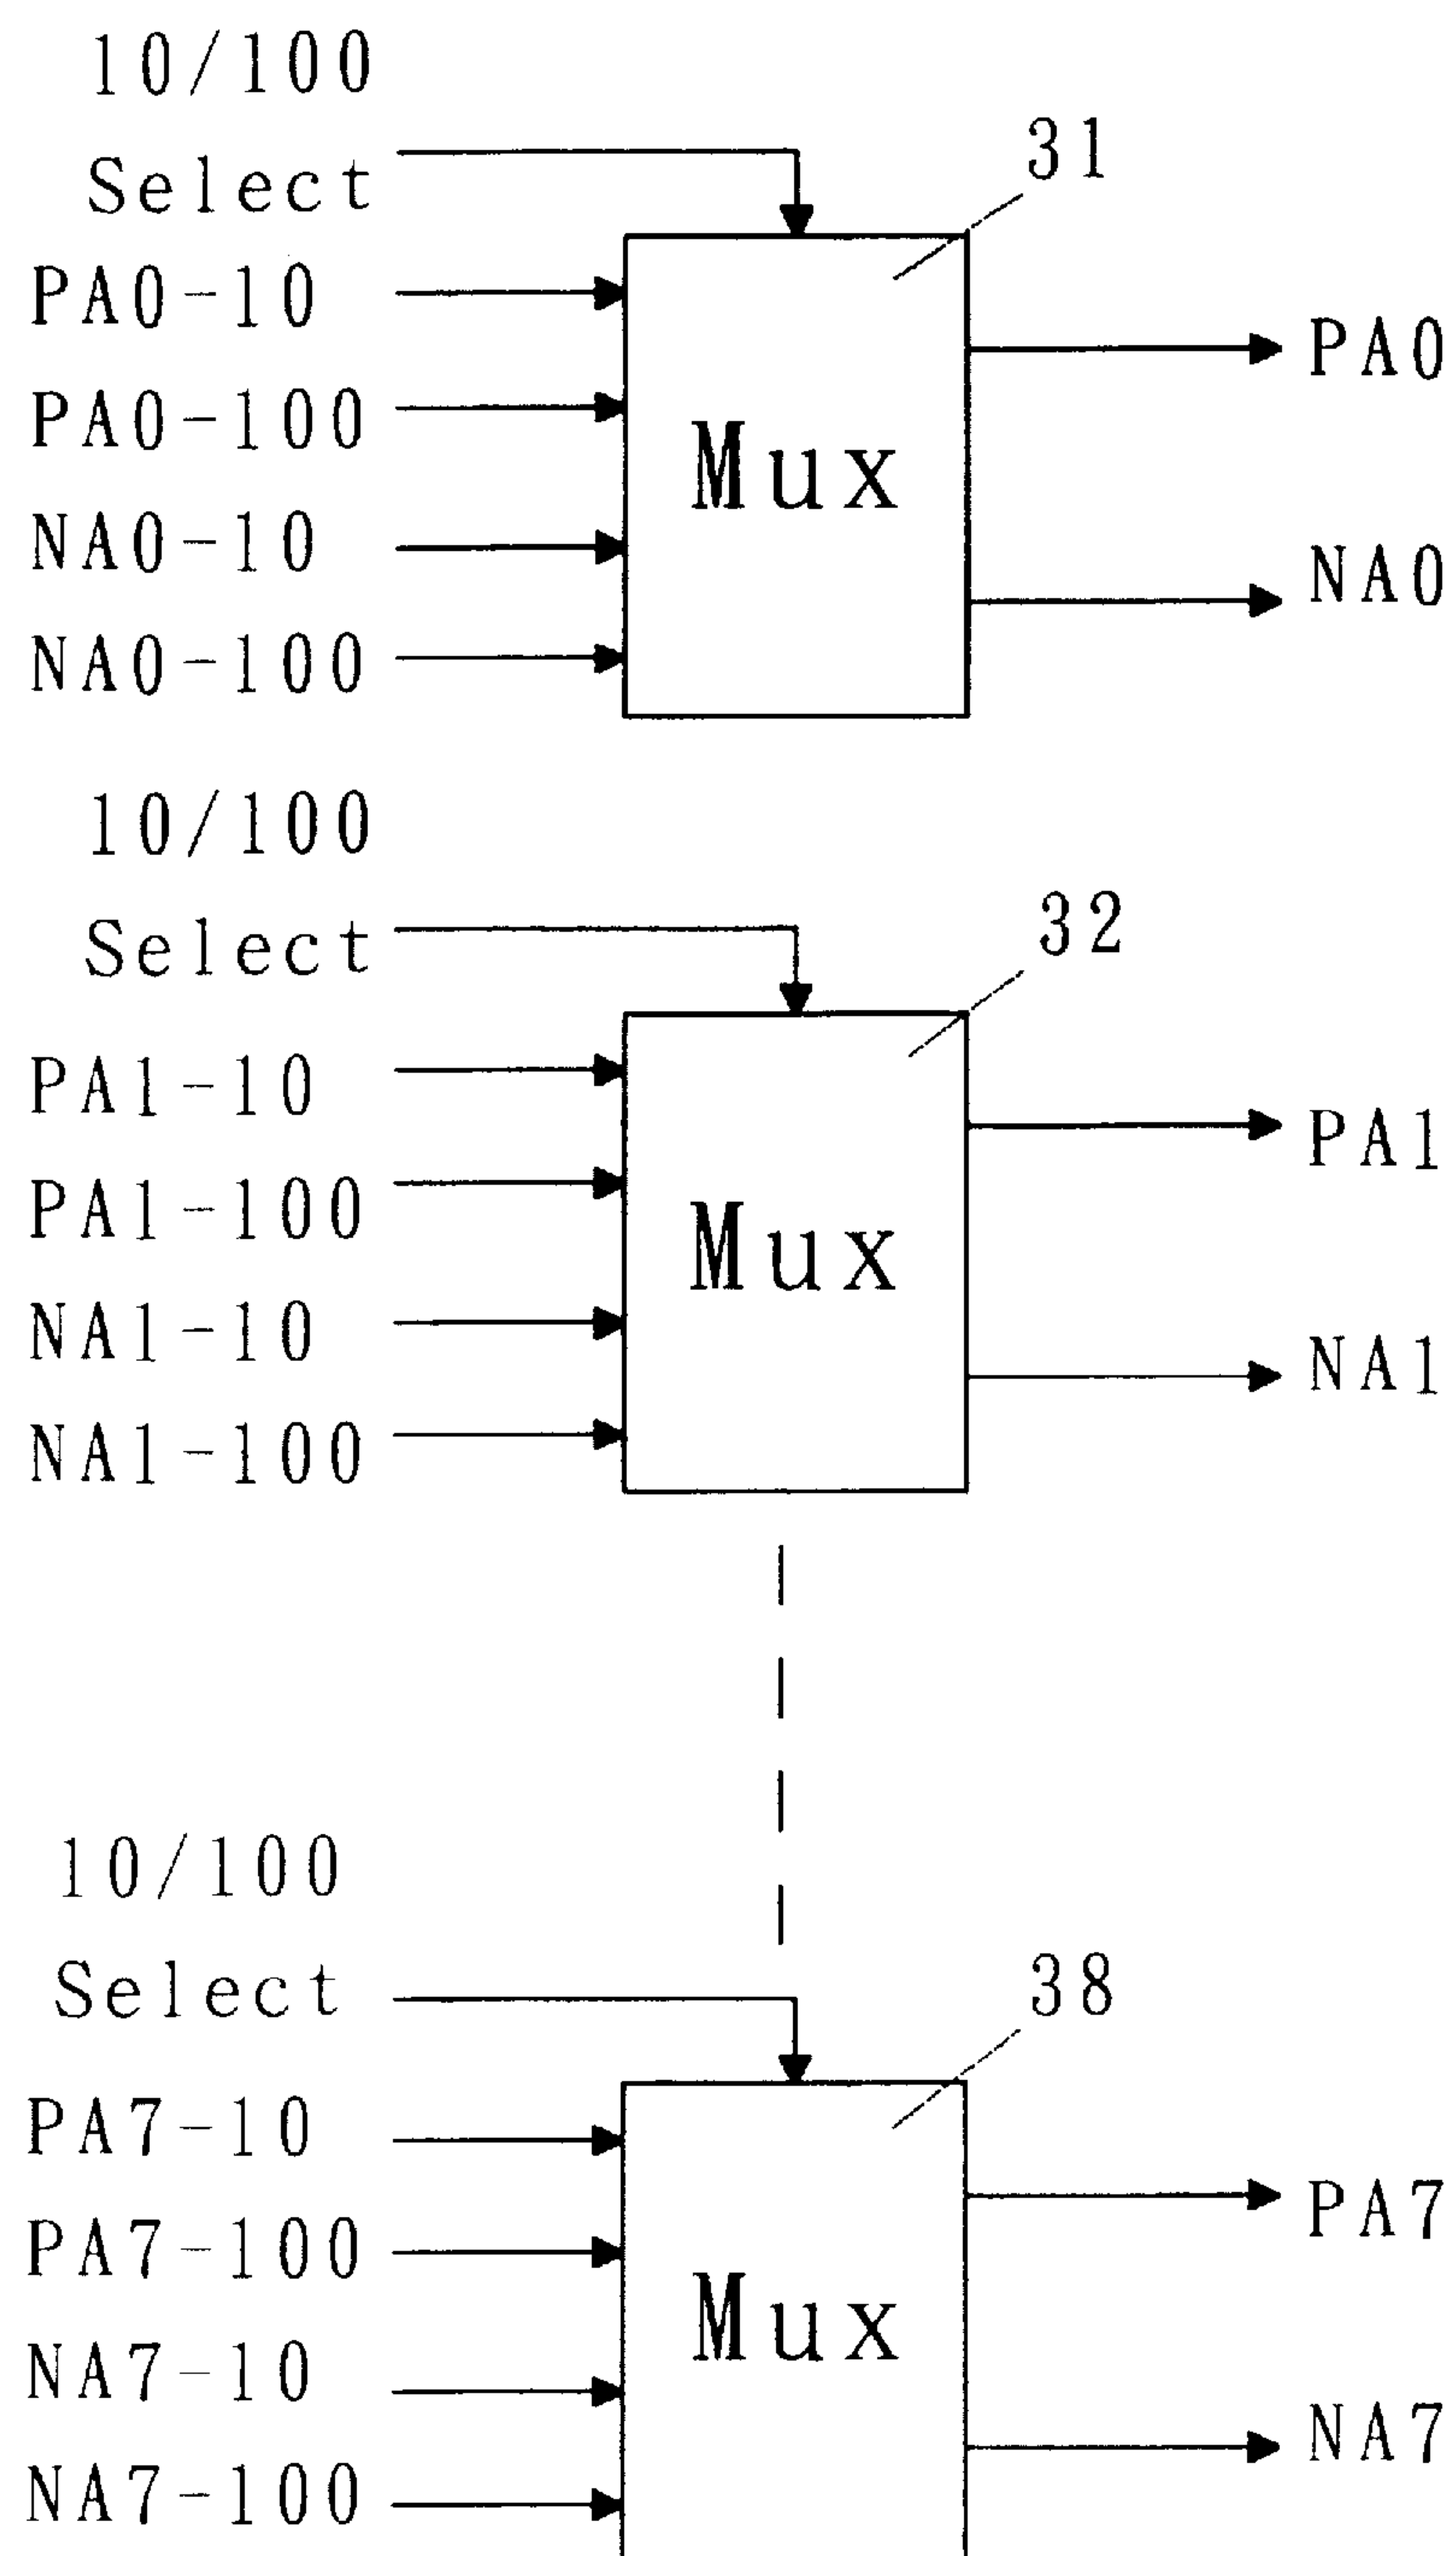 10/100
Select
31
PA0-10
PA0-100
NA0-10
NA0-100
Mux
PA0
NA0
10/100
Select
32
PA1-10
PA1-100
NA1-10
NA1-100
Mux
PA1
NA1
10/100
Select
38
PA7-10
PA7-100
NA7-10
NA7-100
Mux
PA7
NA7